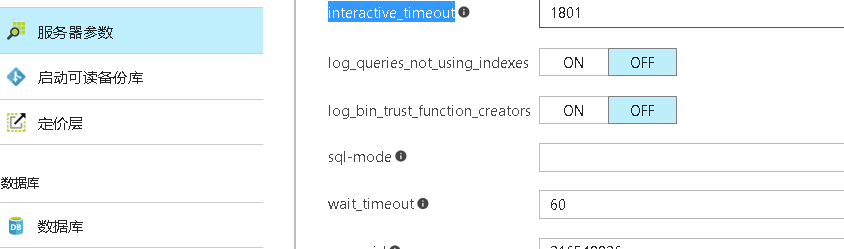 interactive_timeout
1801
服务器参数
log_queries_not_using_indexes
ON
OFF
启动可读备份库
log_bin_trust_function_creators
ON
OFF
定价层
sql-mode
数据库
wait_timeout
60
DB
数据库